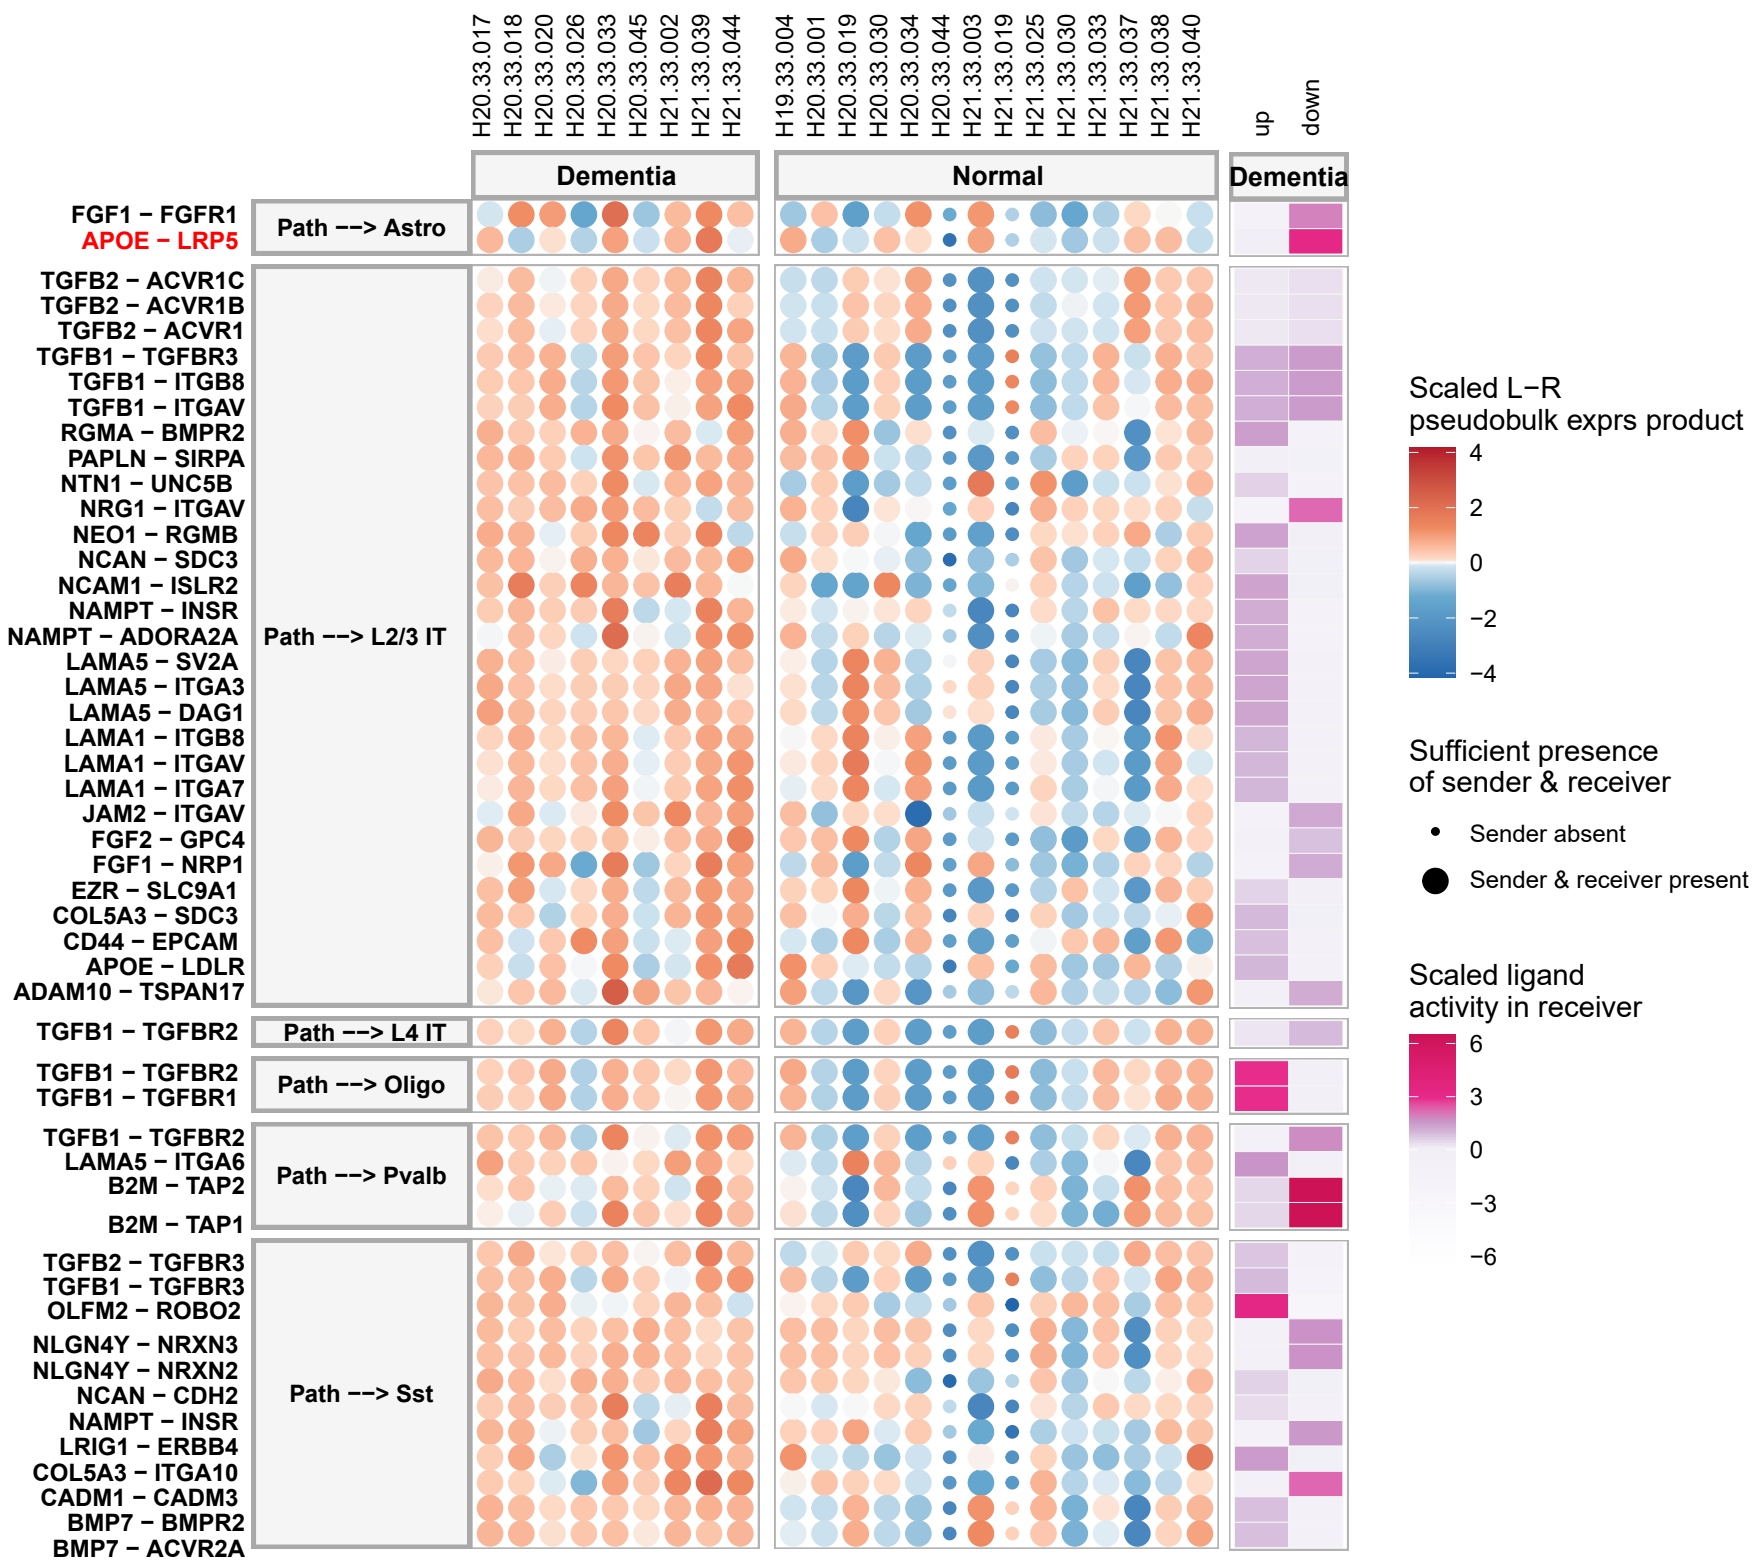 H20.33.017
H20.33.018
H20.33.020
H20.33.026
H20.33.033
H20.33.045
H21.33.002
H21.33.039
H21.33.044
H19.33.004
H20.33.001
H20.33.019
H20.33.030
H20.33.034
H20.33.044
H21.33.003
H21.33.019
H21.33.025
H21.33.030
H21.33.033
H21.33.037
H21.33.038
H21.33.040
up
down
Dementia
Normal
Dementia
FGF1 − FGFR1
APOE − LRP5
Path −−> Astro
TGFB2 − ACVR1C
TGFB2 − ACVR1B
TGFB2 − ACVR1
TGFB1 − TGFBR3
TGFB1 − ITGB8
TGFB1 − ITGAV
RGMA − BMPR2
PAPLN − SIRPA
NTN1 − UNC5B
NRG1 − ITGAV
NEO1 − RGMB
NCAN − SDC3
NCAM1 − ISLR2
NAMPT − INSR
NAMPT − ADORA2A
LAMA5 − SV2A
LAMA5 − ITGA3
LAMA5 − DAG1
LAMA1 − ITGB8
LAMA1 − ITGAV
LAMA1 − ITGA7
JAM2 − ITGAV
FGF2 − GPC4
FGF1 − NRP1
EZR − SLC9A1
COL5A3 − SDC3
CD44 − EPCAM
APOE − LDLR
ADAM10 − TSPAN17
Path −−> L2/3 IT
TGFB1 − TGFBR2
Path −−> L4 IT
TGFB1 − TGFBR2
TGFB1 − TGFBR1
Path −−> Oligo
TGFB1 − TGFBR2
LAMA5 − ITGA6
B2M − TAP2
B2M − TAP1
Path −−> Pvalb
TGFB2 − TGFBR3
TGFB1 − TGFBR3
OLFM2 − ROBO2
NLGN4Y − NRXN3
NLGN4Y − NRXN2
NCAN − CDH2
NAMPT − INSR
LRIG1 − ERBB4
COL5A3 − ITGA10
CADM1 − CADM3
BMP7 − BMPR2
BMP7 − ACVR2A
Path −−> Sst
Scaled L−R
pseudobulk exprs product
4
2
0
−2
−4
Sufficient presence
of sender & receiver
Sender absent
Sender & receiver present
Scaled ligand
activity in receiver
6
3
0
−3
−6